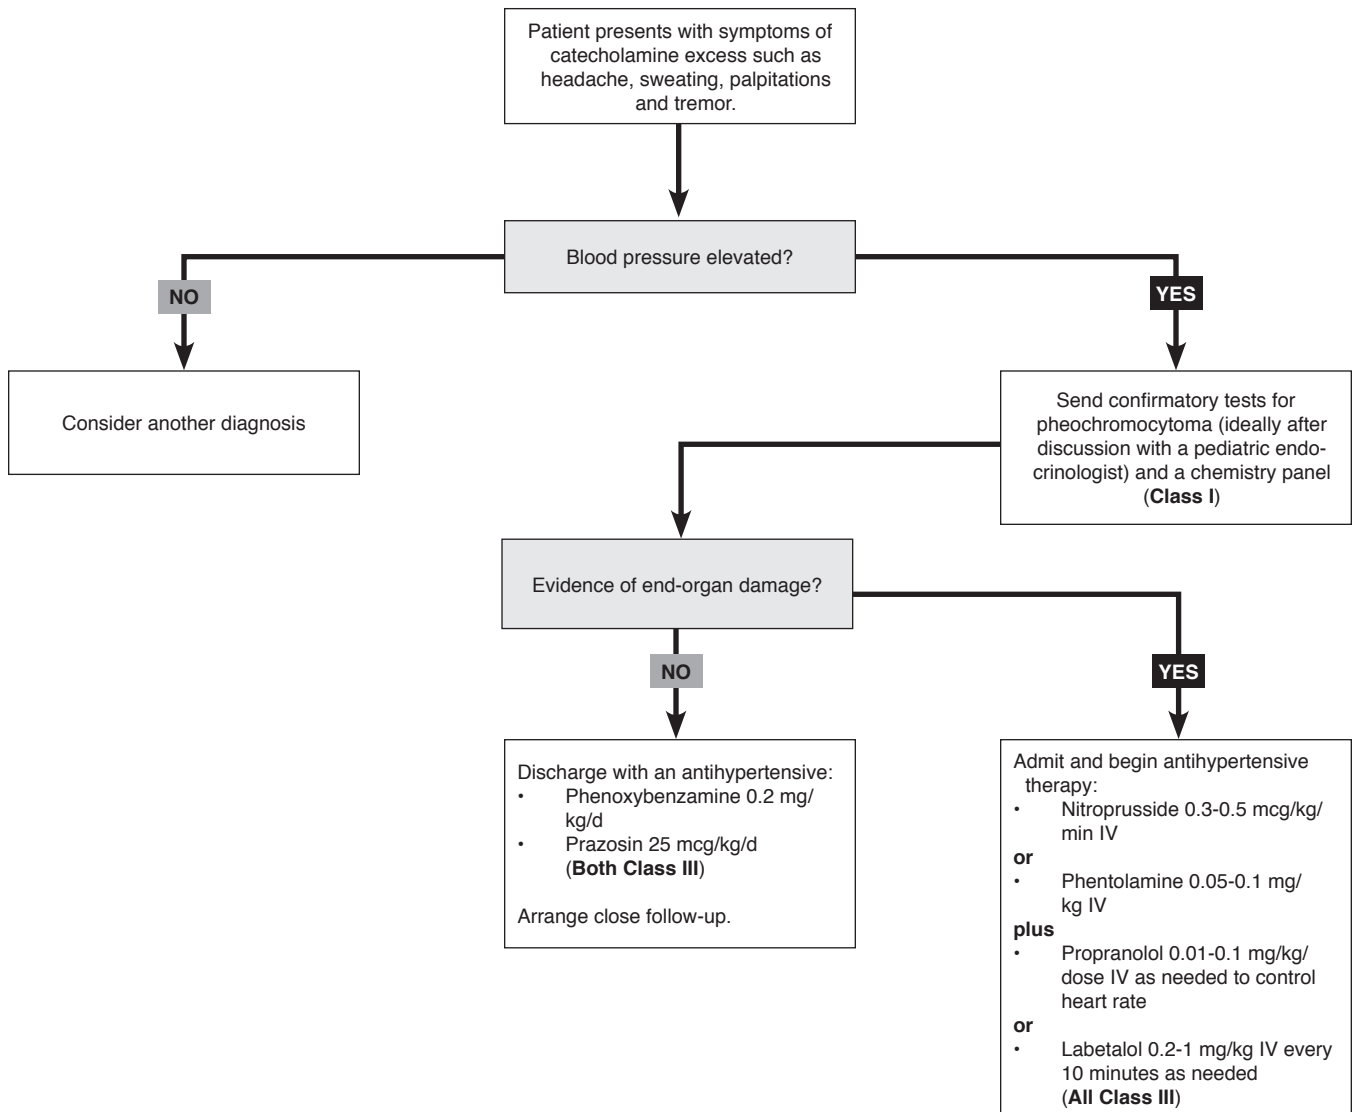 Patient presents with symptoms of
catecholamine excess such as
headache, sweating, palpitations
and tremor.
Blood pressure elevated?
NO
YES
Consider another diagnosis
Send confirmatory tests for
pheochromocytoma (ideally after
discussion with a pediatric endo-
crinologist) and a chemistry panel
(Class I)
Evidence of end-organ damage?
NO
YES
Discharge with an antihypertensive:
• Phenoxybenzamine 0.2 mg/
kg/d
• Prazosin 25 mcg/kg/d
(Both Class III)
Arrange close follow-up.
Admit and begin antihypertensive
therapy:
• Nitroprusside 0.3-0.5 mcg/kg/
min IV
or
• Phentolamine 0.05-0.1 mg/
kg IV
plus
• Propranolol 0.01-0.1 mg/kg/
dose IV as needed to control
heart rate
or
• Labetalol 0.2-1 mg/kg IV every
10 minutes as needed
(All Class III)